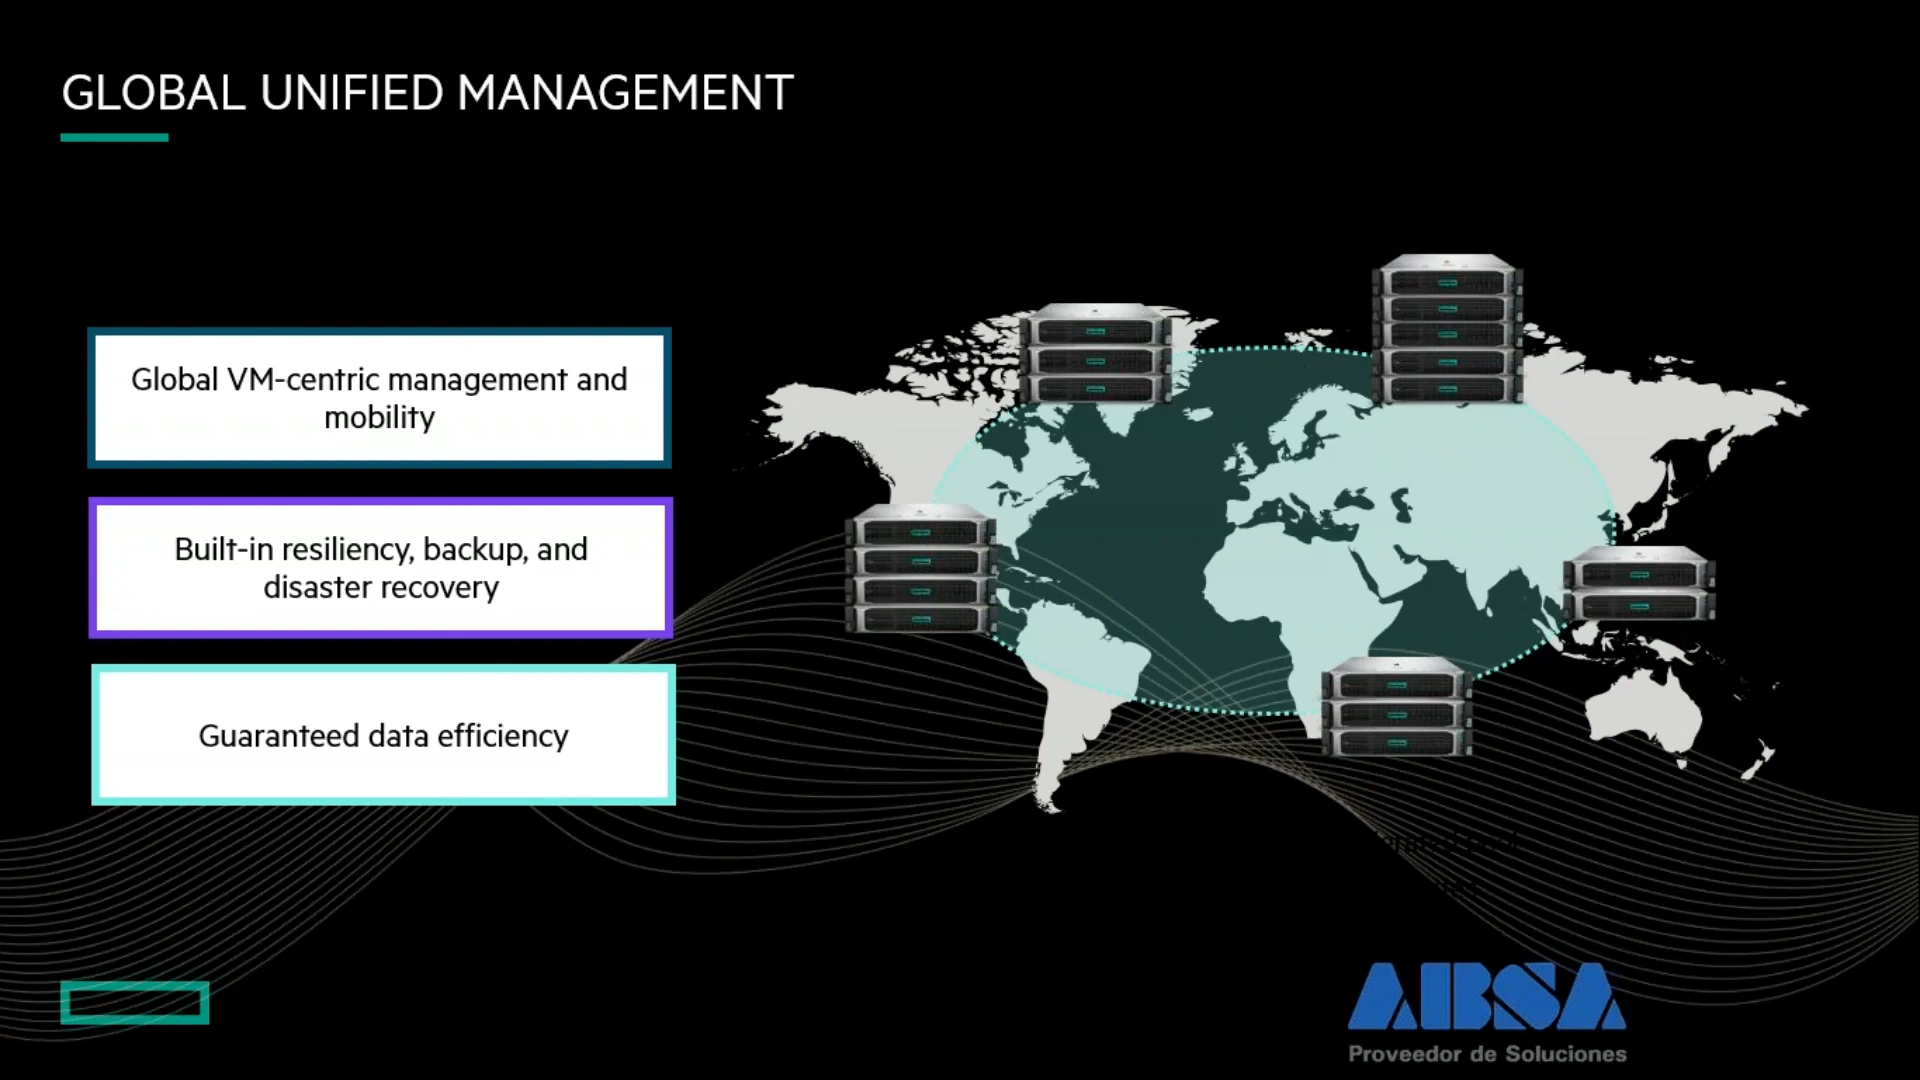 GLOBAL UNIFIED MANAGEMENT
Global VM-centric management and
mobility
Built-in resiliency, backup, and
disaster recovery
Guaranteed data efficiency
ABSA
Proveedor de Soluciones